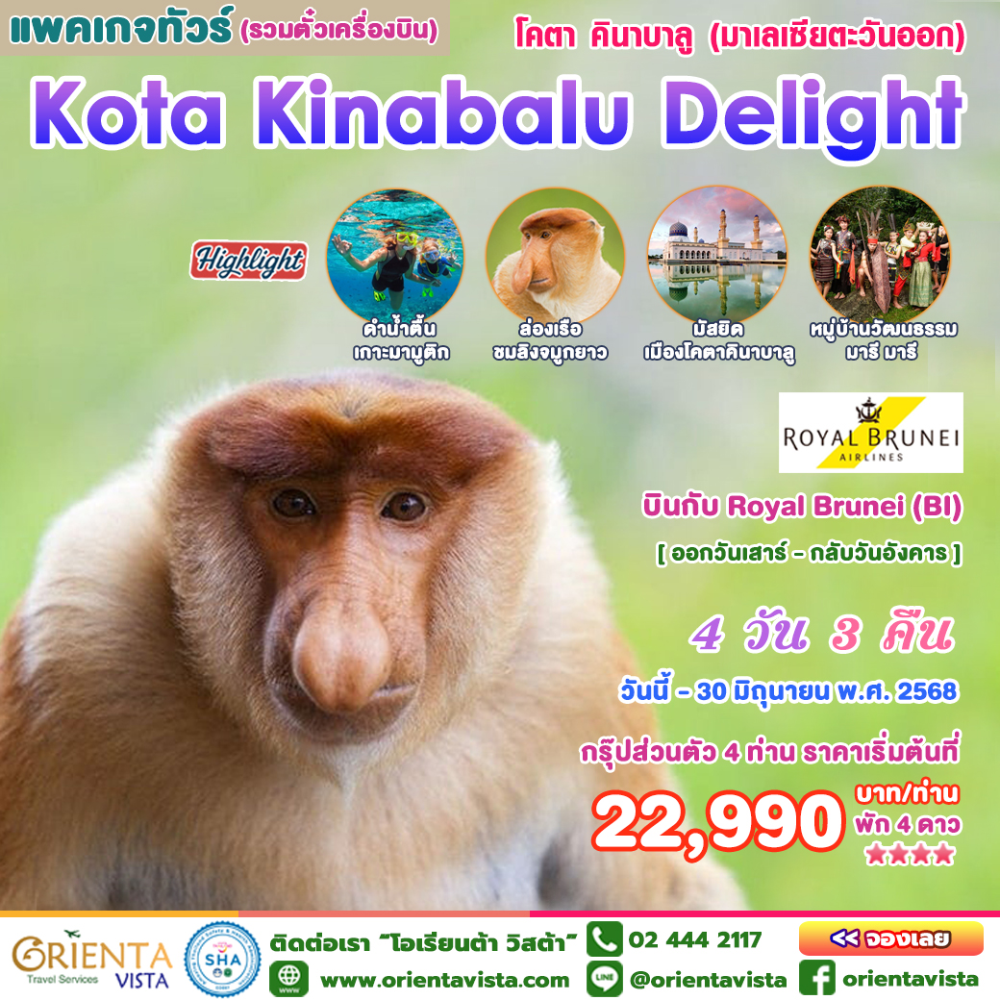 แพคเกจทัวร์ (รวมตั๋วเครื่องบิน)
โคตา คินาบาลู (มาเลเซียตะวันออก)
Kota Kinabalu Delight
Highlight
ดำน้ำตื้น
เกาะมามูติก
ล่องเรือ
ชมลิงจมูกยาว
มัสยิด
เมืองโคตาคินาบาลู
หมู่บ้านวัฒนธรรม
มารี มารี
ROYAL BRUNEI
AIRLINES
บินกับ Royal Brunei (BI)
[ ออกวันเสาร์ - กลับวันอังคาร ]
4 วัน 3 คืน
วันนี้ - 30 มิถุนายน พ.ศ. 2568
กรุ๊ปส่วนตัว 4 ท่าน ราคาเริ่มต้นที่
22,990 บาท/ท่าน
พัก 4 ดาว
ORIENTA
Travel Services VISTA
SHA
ติดต่อเรา “โอเรียนต้า วิสต้า”
02 444 2117
<< จองเลย
www.orientavista.com
LINE
@orientavista
orientavista